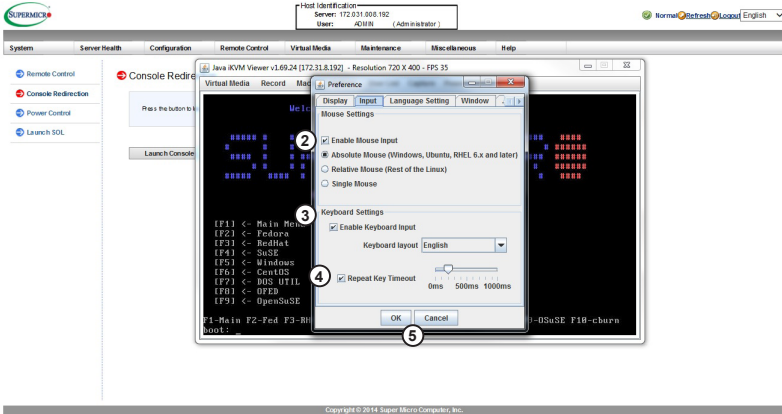 SUPERMICRO
Host Identification
Server: 172.031.008.192
User: ADMIN (Administrator)
Normal Refresh Logout English
System Server Health Configuration Remote Control Virtual Media Maintenance Miscellaneous Help
Remote Control
Console Redirection
Power Control
Launch SOL
Console Redire
Press the button to l
Launch Console
Java iKVM Viewer v1.69.24 [172.31.8.192] - Resolution 720 X 400 - FPS 35
Virtual Media Record Mac
Welc
[F1] <- Main Menu
[F2] <- Fedora
[F3] <- RedHat
[F4] <- SuSE
[F5] <- Windows
[F6] <- CentOS
[F7] <- DOS UTIL
[F8] <- OFED
[F9] <- OpenSuSE
F1-Main F2-Fed F3-RH
9-OSuSE F10-cburn
boot: _
Preference
Display Input Language Setting Window
Mouse Settings
2
Enable Mouse Input
Absolute Mouse (Windows, Ubuntu, RHEL 6.x and later)
Relative Mouse (Rest of the Linux)
Single Mouse
3
Keyboard Settings
Enable Keyboard Input
Keyboard layout English
4
Repeat Key Timeout
0ms 500ms 1000ms
OK Cancel
5
Copyright © 2014 Super Micro Computer, Inc.